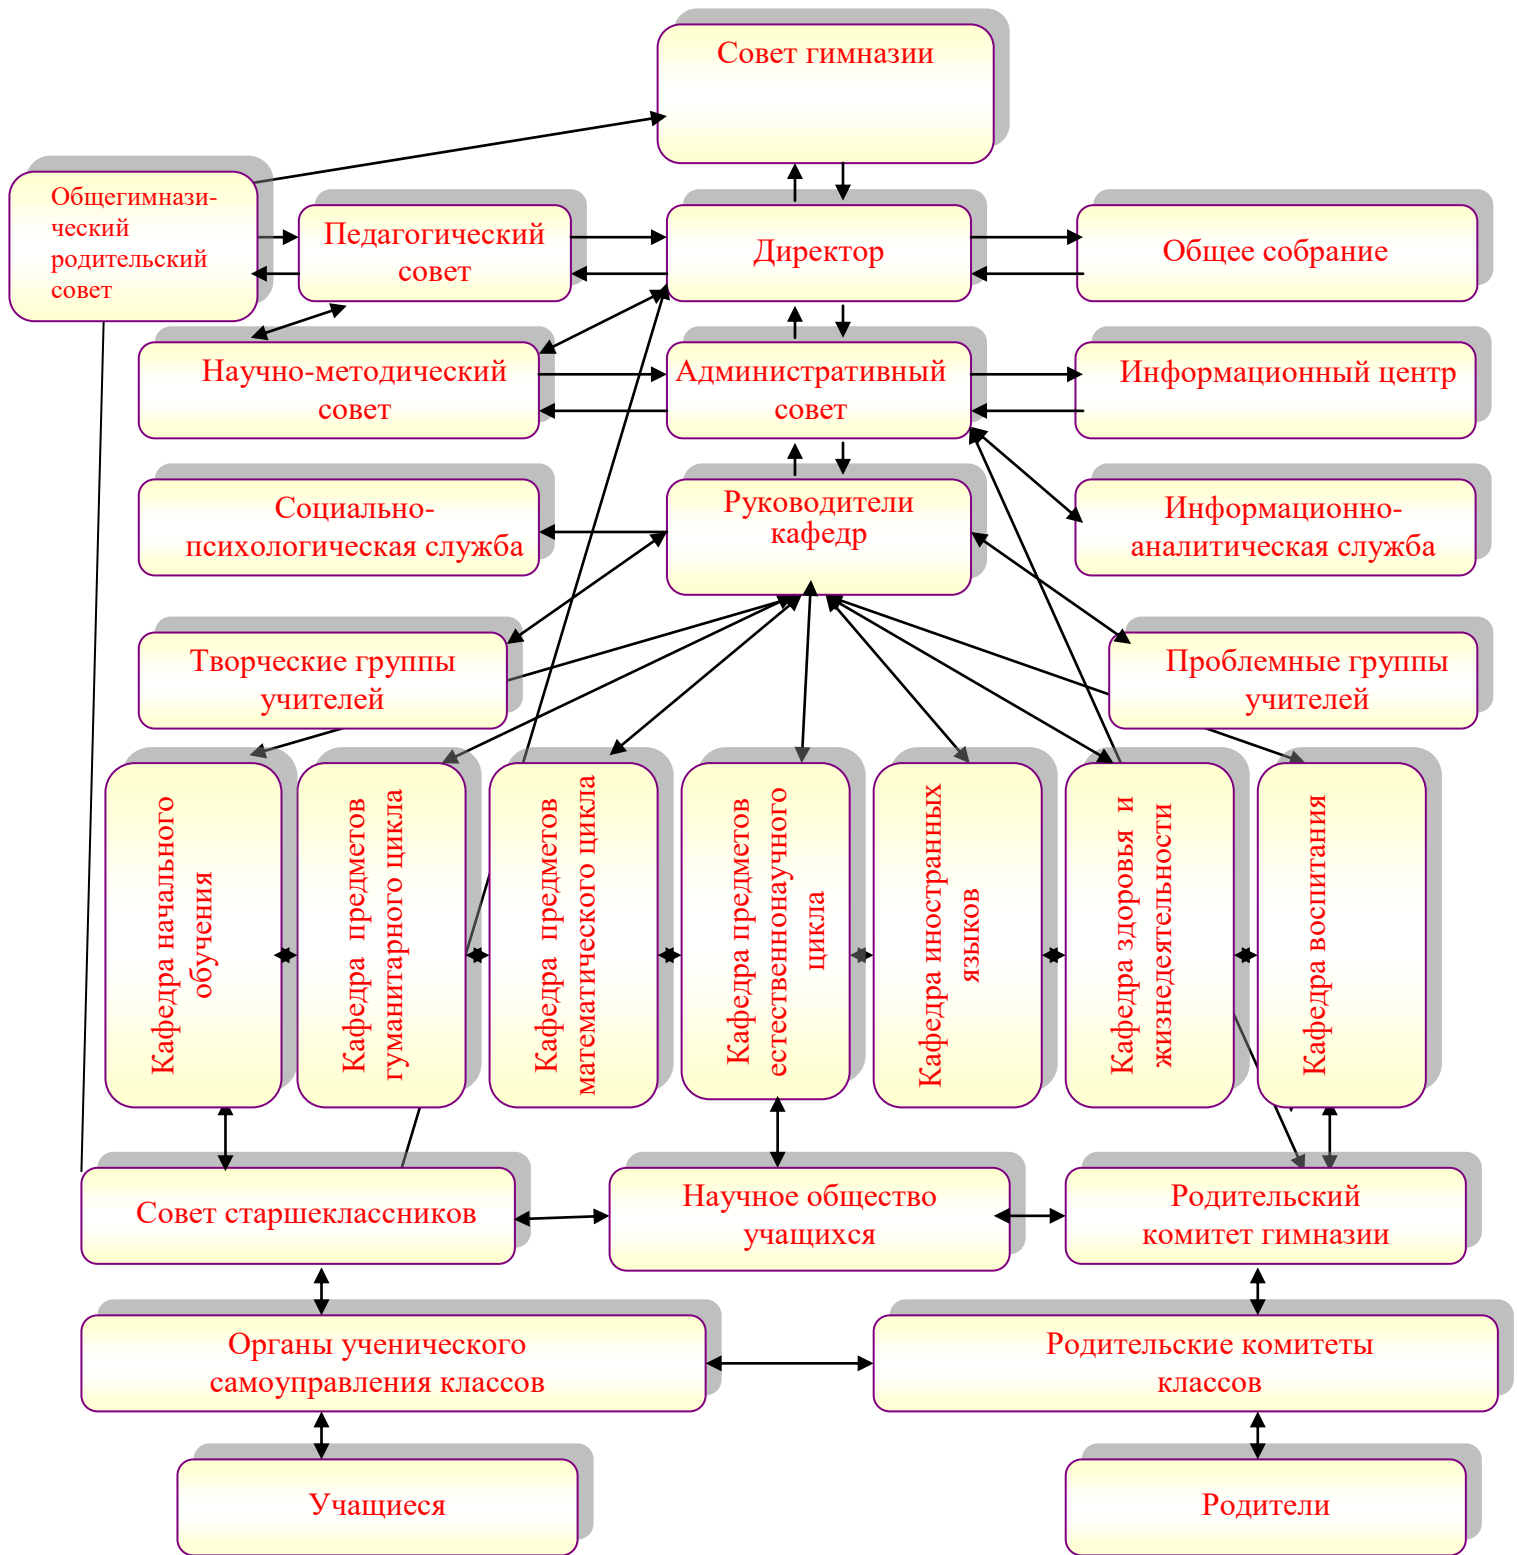 Совет гимназии
Общегимнази-
ческий
родительский
совет
Педагогический
совет
Директор
Общее собрание
Научно-методический
совет
Административный
совет
Информационный центр
Социально-
психологическая служба
Руководители
кафедр
Информационно-
аналитическая служба
Творческие группы
учителей
Проблемные группы
учителей
Кафедра начального
обучения
Кафедра предметов
гуманитарного цикла
Кафедра предметов
математического цикла
Кафедра предметов
естественнонаучного
цикла
Кафедра иностранных
языков
Кафедра здоровья и
жизнедеятельности
Кафедра воспитания
Совет старшеклассников
Научное общество
учащихся
Родительский
комитет гимназии
Органы ученического
самоуправления классов
Родительские комитеты
классов
Учащиеся
Родители